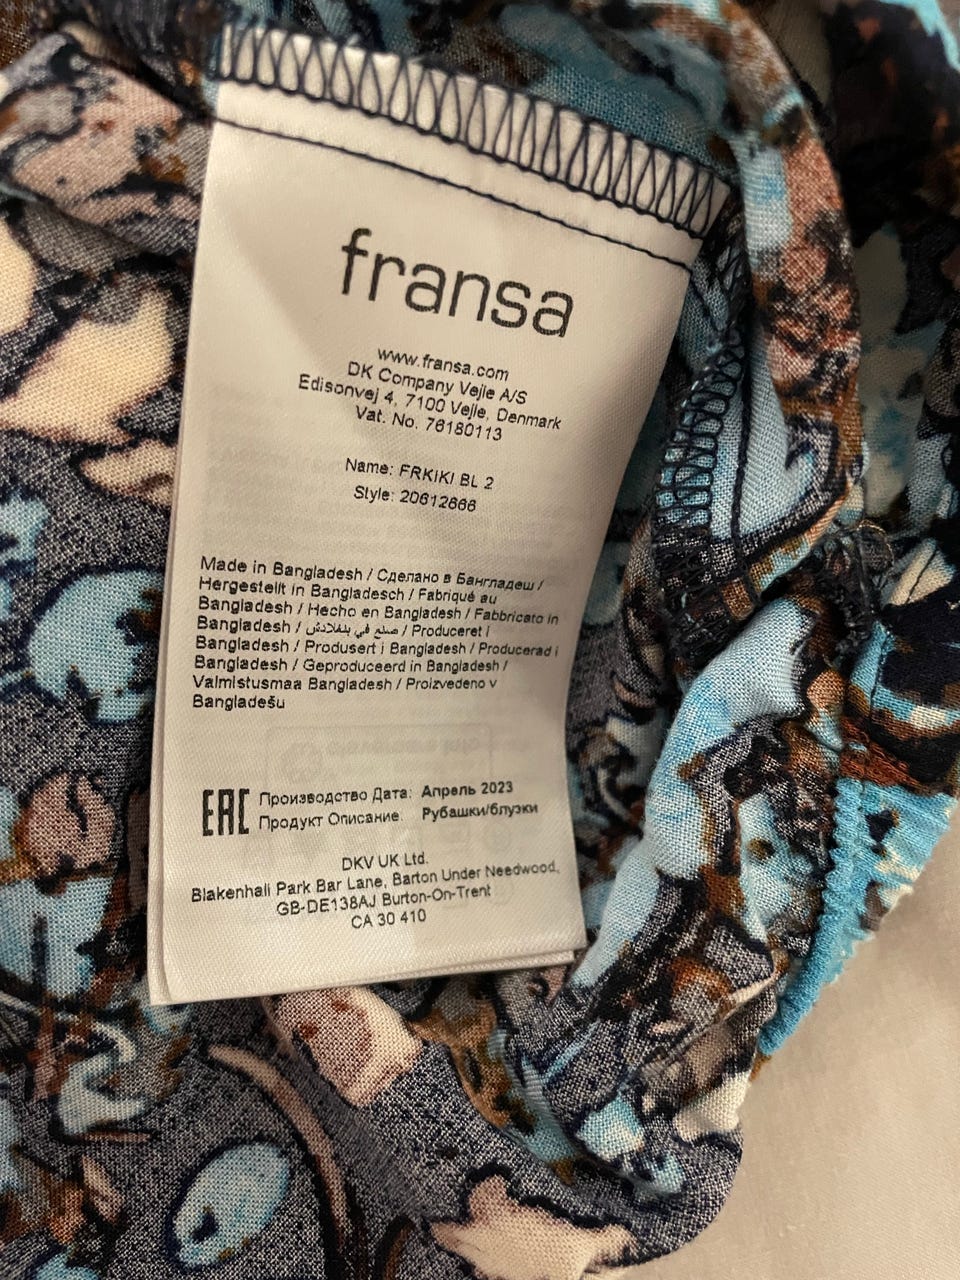 fransa
www.fransa.com
DK Company Vejle A/S
Edisonvej 4, 7100 Vejle, Denmark
Vat. No. 76180113
Name: FRKIKI BL 2
Style: 20612666
Made in Bangladesh / Сделано в Бангладеш /
Hergestellt in Bangladesch / Fabriqué au
Bangladesh / Hecho en Bangladesh / Fabbricato in
Bangladesh / صنع في بنغلادش / Produceret i
Bangladesh / Produsert i Bangladesh / Producerad i
Bangladesh / Geproduceerd in Bangladesh /
Valmistusmaa Bangladesh / Proizvedeno v
Bangladešu
EAC Производство Дата: Апрель 2023
Продукт Описание: Рубашки/блузки
DKV UK Ltd.
Blakenhall Park Bar Lane, Barton Under Needwood,
GB-DE138AJ Burton-On-Trent
CA 30 410